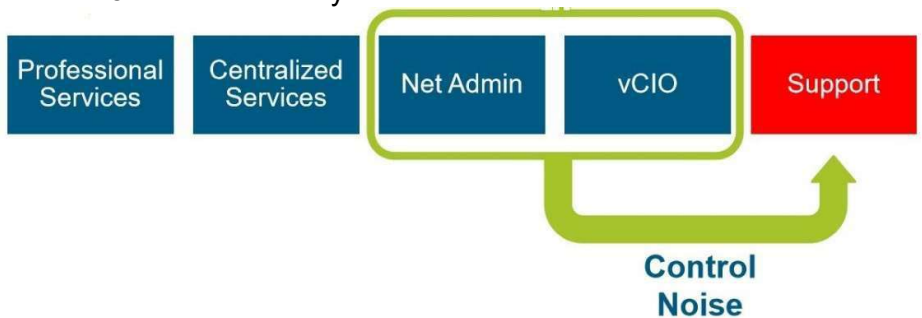 Professional
Services
Centralized
Services
Net Admin
vCIO
Support
Control
Noise